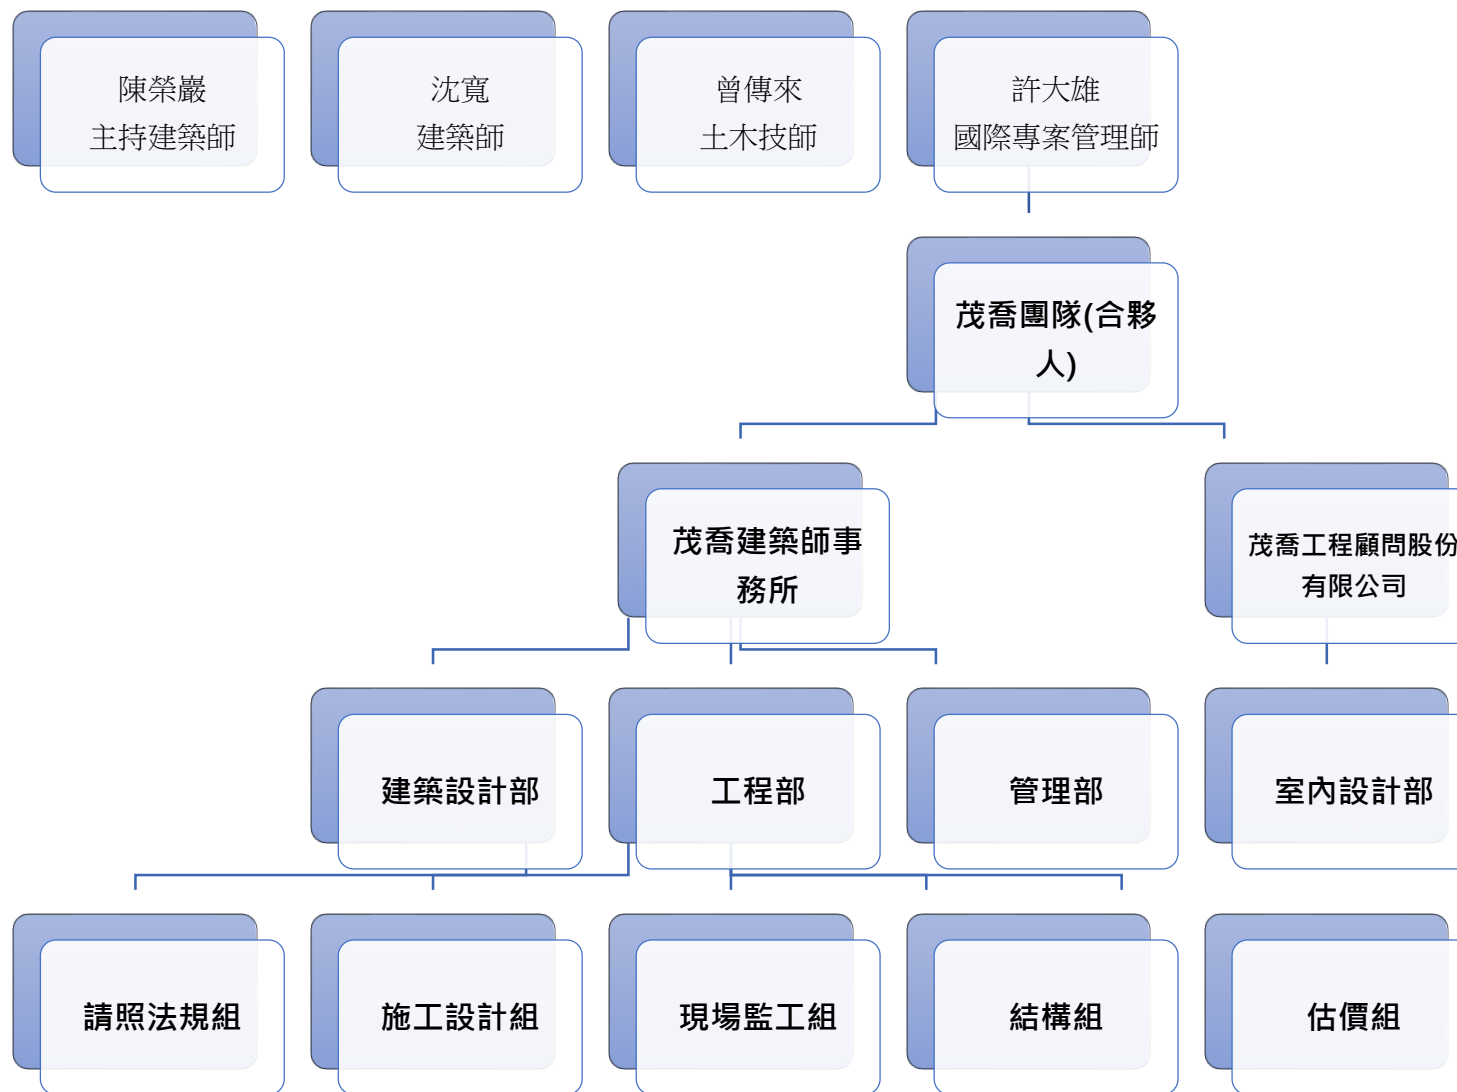 陳榮巖
主持建築師
沈寬
建築師
曾傳來
土木技師
許大雄
國際專案管理師
茂喬團隊(合夥
人)
茂喬建築師事
務所
茂喬工程顧問股份
有限公司
建築設計部
工程部
管理部
室內設計部
請照法規組
施工設計組
現場監工組
結構組
估價組